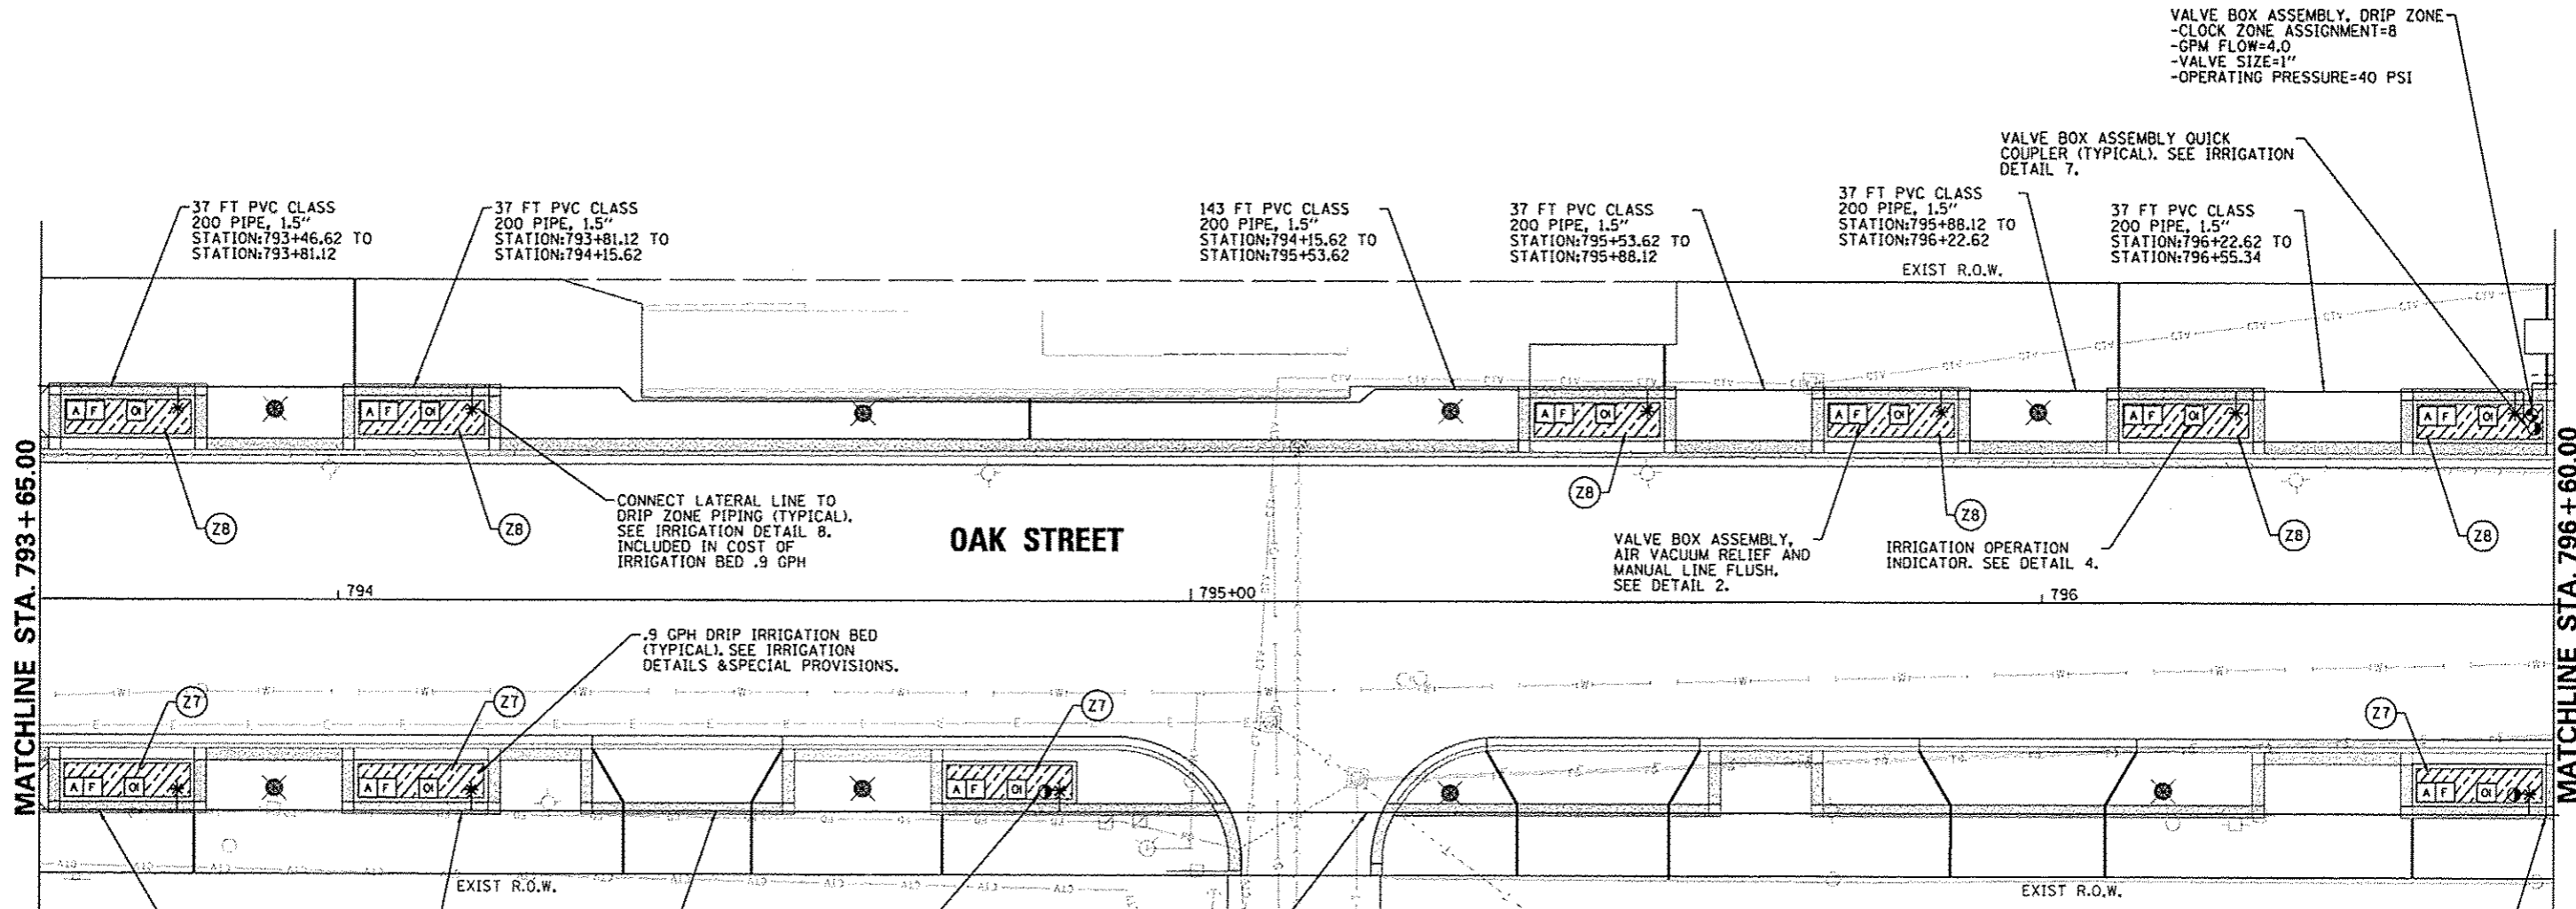 VALVE BOX ASSEMBLY, DRIP ZONE
-CLOCK ZONE ASSIGNMENT=8
-GPM FLOW=4.0
-VALVE SIZE=1"
-OPERATING PRESSURE=40 PSI
VALVE BOX ASSEMBLY QUICK
COUPLER (TYPICAL). SEE IRRIGATION
DETAIL 7.
37 FT PVC CLASS
200 PIPE, 1.5"
STATION:793+46.62 TO
STATION:793+81.12
37 FT PVC CLASS
200 PIPE, 1.5"
STATION:793+81.12 TO
STATION:794+15.62
143 FT PVC CLASS
200 PIPE, 1.5"
STATION:794+15.62 TO
STATION:795+53.62
37 FT PVC CLASS
200 PIPE, 1.5"
STATION:795+53.62 TO
STATION:795+88.12
37 FT PVC CLASS
200 PIPE, 1.5"
STATION:795+88.12 TO
STATION:796+22.62
37 FT PVC CLASS
200 PIPE, 1.5"
STATION:796+22.62 TO
STATION:796+55.34
EXIST R.O.W.
A F OI
A F OI
A F OI
A F OI
A F OI
A F OI
Z8
Z8
Z8
Z8
Z8
Z8
CONNECT LATERAL LINE TO
DRIP ZONE PIPING (TYPICAL).
SEE IRRIGATION DETAIL 8.
INCLUDED IN COST OF
IRRIGATION BED .9 GPH
OAK STREET
VALVE BOX ASSEMBLY,
AIR VACUUM RELIEF AND
MANUAL LINE FLUSH.
SEE DETAIL 2.
IRRIGATION OPERATION
INDICATOR. SEE DETAIL 4.
MATCHLINE STA. 793+65.00
MATCHLINE STA. 796+60.00
794
795+00
796
.9 GPH DRIP IRRIGATION BED
(TYPICAL). SEE IRRIGATION
DETAILS &SPECIAL PROVISIONS.
Z7
Z7
Z7
Z7
A F OI
A F OI
A F OI
A F OI
EXIST R.O.W.
EXIST R.O.W.